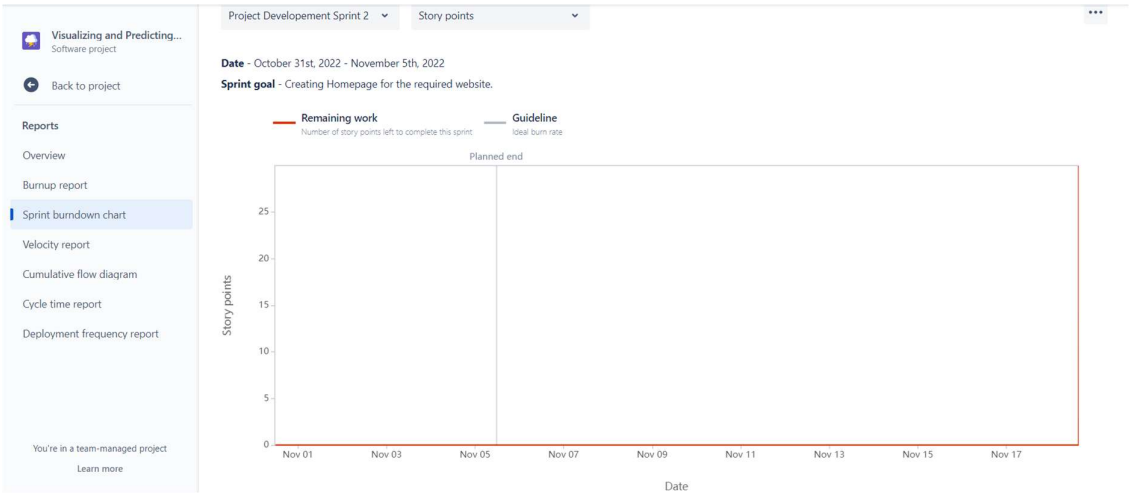 Visualizing and Predicting...
Software project
Back to project
Reports
Overview
Burnup report
Sprint burndown chart
Velocity report
Cumulative flow diagram
Cycle time report
Deployment frequency report
You're in a team-managed project
Learn more
Project Developement Sprint 2
Story points
Date - October 31st, 2022 - November 5th, 2022
Sprint goal - Creating Homepage for the required website.
Remaining work
Number of story points left to complete this sprint
Guideline
Ideal burn rate
Planned end
Story points
25
20
15
10
5
0
Nov 01 Nov 03 Nov 05 Nov 07 Nov 09 Nov 11 Nov 13 Nov 15 Nov 17
Date